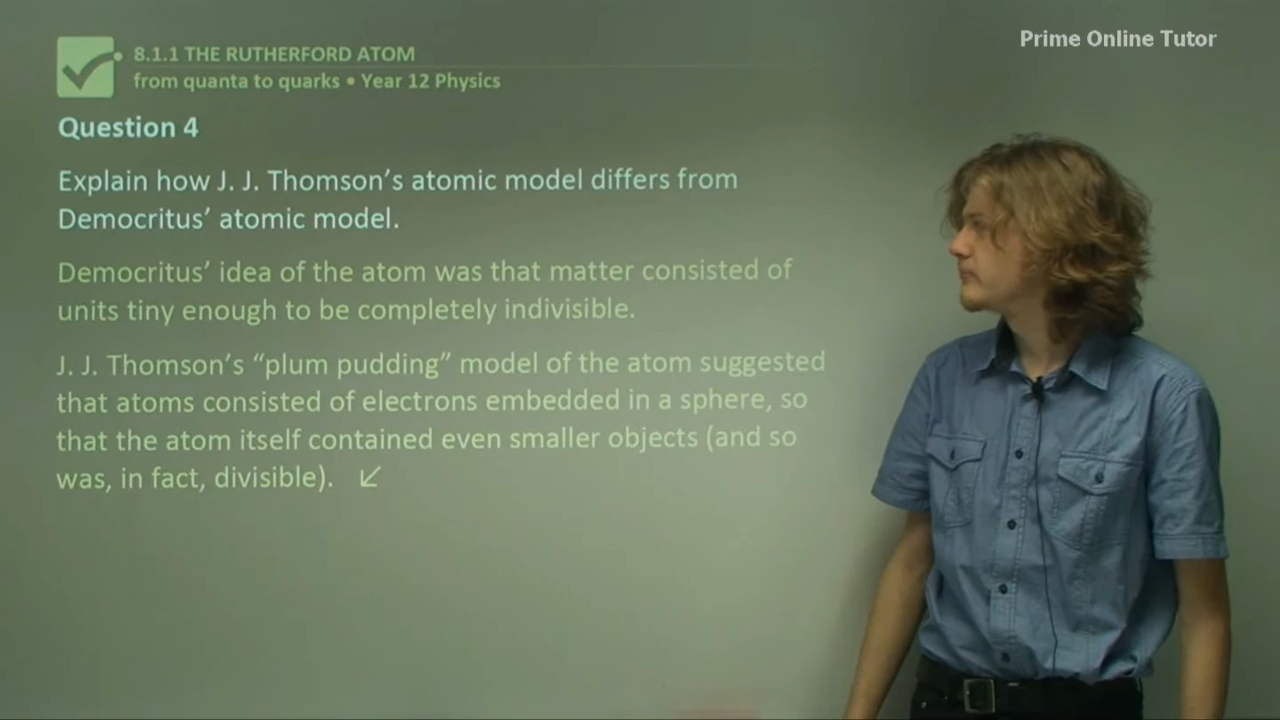 Prime Online Tutor
8.1.1 THE RUTHERFORD ATOM
from quanta to quarks • Year 12 Physics
Question 4
Explain how J. J. Thomson’s atomic model differs from
Democritus’ atomic model.
Democritus’ idea of the atom was that matter consisted of
units tiny enough to be completely indivisible.
J. J. Thomson’s “plum pudding” model of the atom suggested
that atoms consisted of electrons embedded in a sphere, so
that the atom itself contained even smaller objects (and so
was, in fact, divisible). ↙